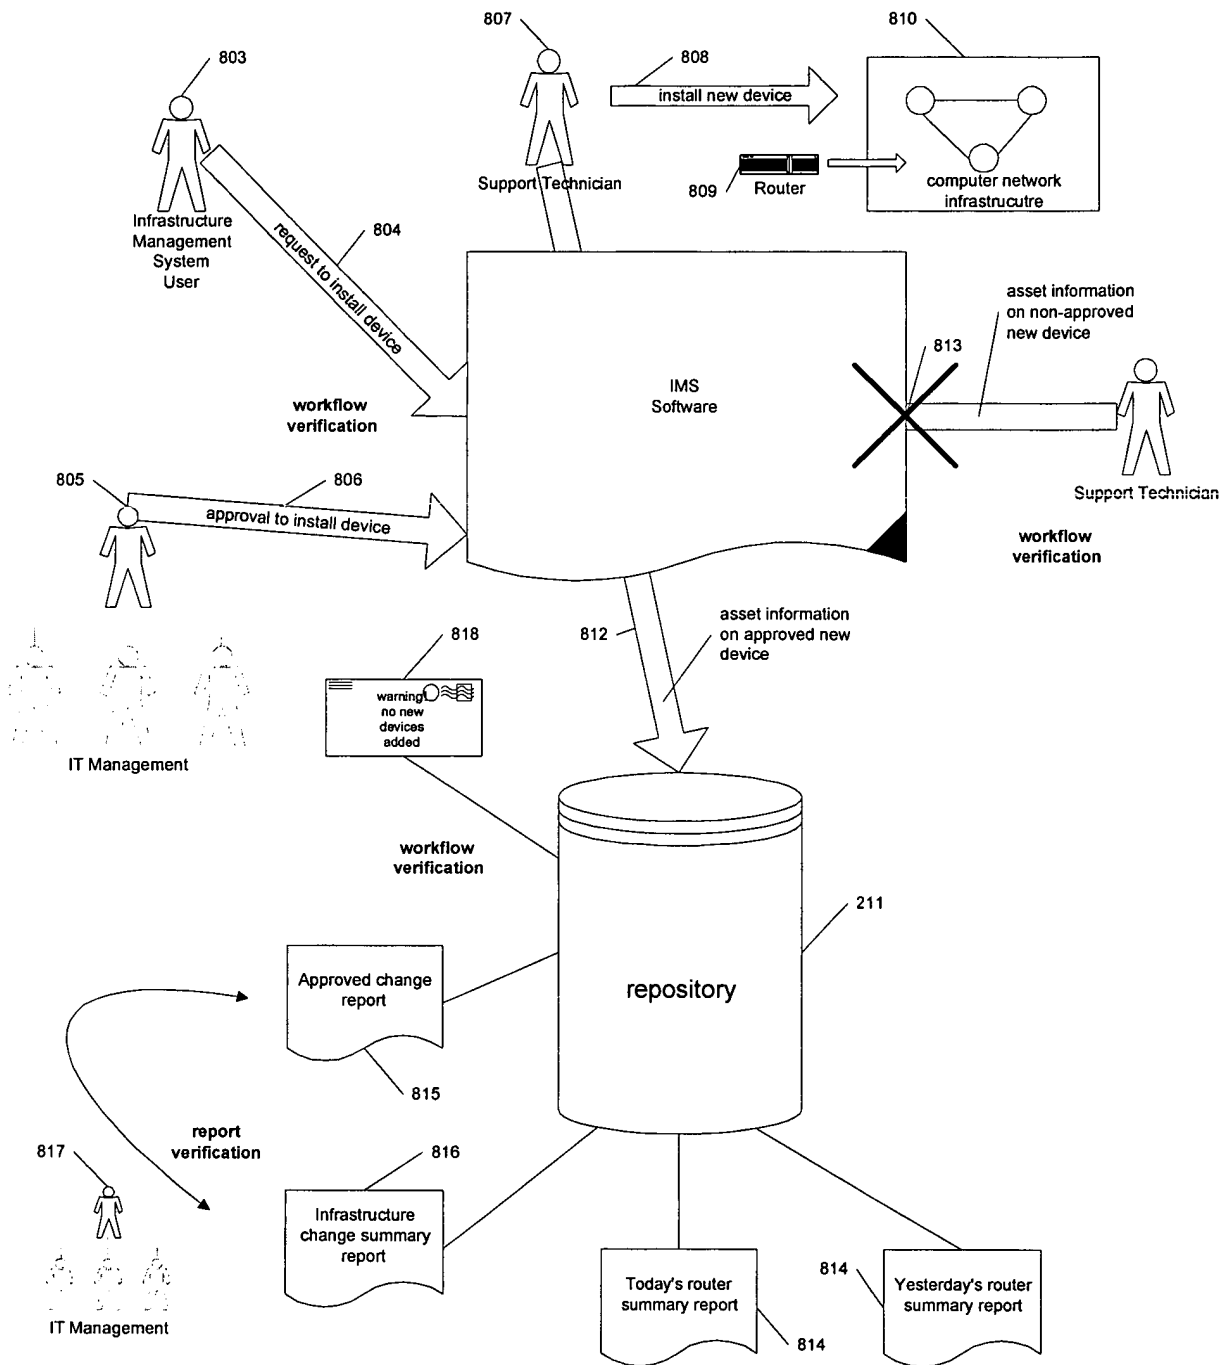 807
810
803
808
install new device
Support Technician
809
Router
computer network
infrastrucutre
Infrastructure
Management
System
User
804
request to install device
asset information
on non-approved
new device
813
IMS
Software
workflow
verification
Support Technician
805
806
approval to install device
workflow
verification
IT Management
818
812
asset information
on approved new
device
warning!
no new
devices
added
workflow
verification
211
repository
Approved change
report
815
report
verification
817
816
Infrastructure
change summary
report
IT Management
Today's router
summary report
814
814
Yesterday's router
summary report